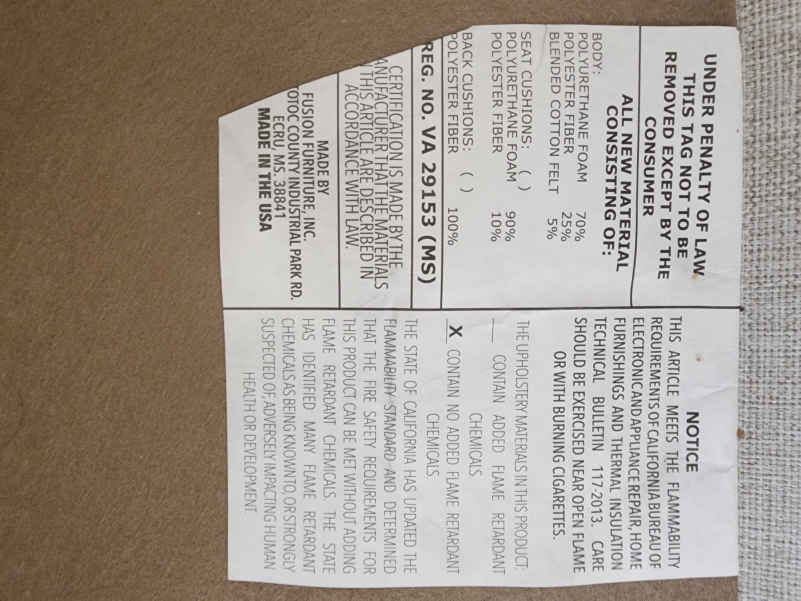 UNDER PENALTY OF LAW
THIS TAG NOT TO BE
REMOVED EXCEPT BY THE
CONSUMER
ALL NEW MATERIAL
CONSISTING OF:
BODY:
POLYURETHANE FOAM 70%
POLYESTER FIBER 25%
BLENDED COTTON FELT 5%
SEAT CUSHIONS: ( )
POLYURETHANE FOAM 90%
POLYESTER FIBER 10%
BACK CUSHIONS: ( )
POLYESTER FIBER 100%
REG. NO. VA 29153 (MS)
CERTIFICATION IS MADE BY THE
ANUFACTURER THAT THE MATERIALS
THIS ARTICLE ARE DESCRIBED IN
ACCORDANCE WITH LAW.
MADE BY
FUSION FURNITURE, INC.
OTOC COUNTY INDUSTRIAL PARK RD.
ECRU, MS. 38841
MADE IN THE USA
NOTICE
THIS ARTICLE MEETS THE FLAMMABILITY
REQUIREMENTS OF CALIFORNIA BUREAU OF
ELECTRONIC AND APPLIANCE REPAIR, HOME
FURNISHINGS AND THERMAL INSULATION
TECHNICAL BULLETIN 117-2013. CARE
SHOULD BE EXERCISED NEAR OPEN FLAME
OR WITH BURNING CIGARETTES.
THE UPHOLSTERY MATERIALS IN THIS PRODUCT:
___ CONTAIN ADDED FLAME RETARDANT
CHEMICALS
X CONTAIN NO ADDED FLAME RETARDANT
CHEMICALS
THE STATE OF CALIFORNIA HAS UPDATED THE
FLAMMABILITY STANDARD AND DETERMINED
THAT THE FIRE SAFETY REQUIREMENTS FOR
THIS PRODUCT CAN BE MET WITHOUT ADDING
FLAME RETARDANT CHEMICALS. THE STATE
HAS IDENTIFIED MANY FLAME RETARDANT
CHEMICALS AS BEING KNOWN TO, OR STRONGLY
SUSPECTED OF, ADVERSELY IMPACTING HUMAN
HEALTH OR DEVELOPMENT